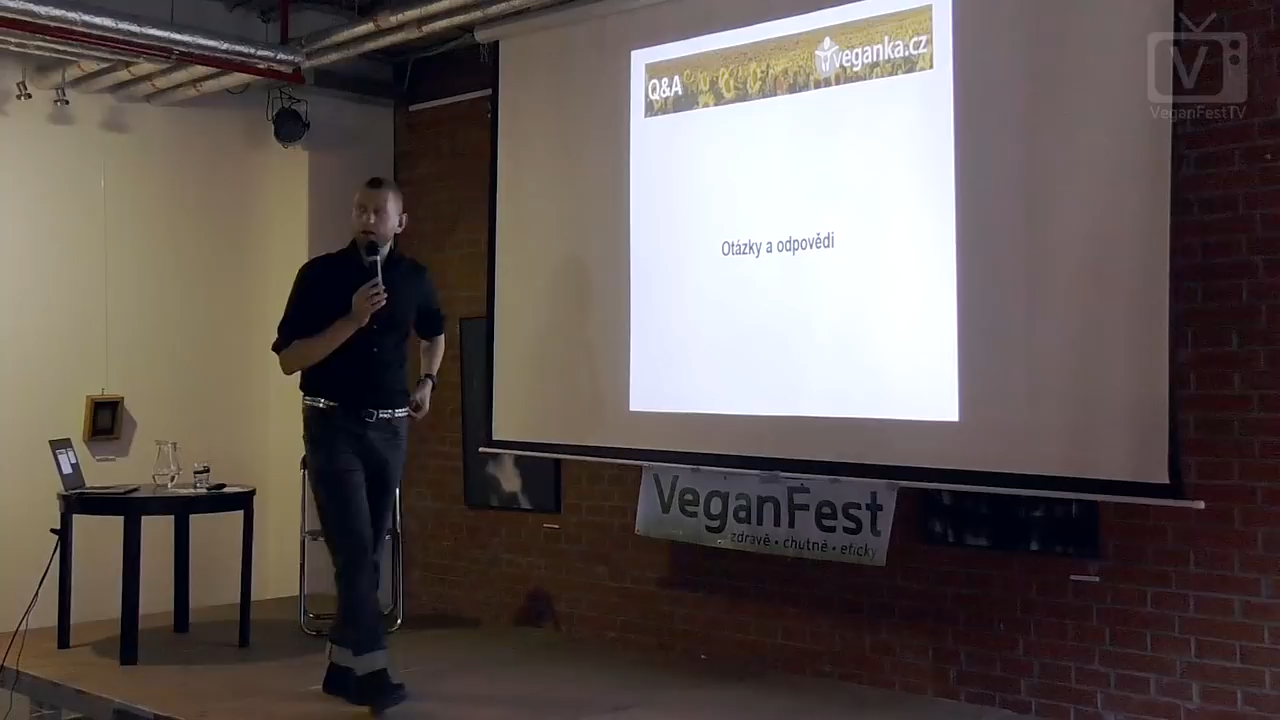 Q&A
veganka.cz
Otázky a odpovědi
VeganFest
zdravě • chutně • eticky
V
VeganFestTV